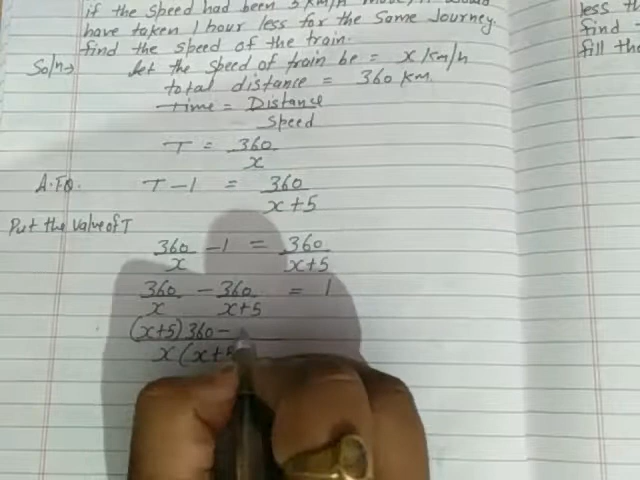 if the speed had been 5 km/h more, it would
have taken 1 hour less for the same journey.
find the speed of the train.
Soln→ let the speed of train be = x km/h
total distance = 360 km
Time = Distance / Speed
T = 360 / x
A.T.Q. T - 1 = 360 / x+5
Put the value of T
360 / x - 1 = 360 / x+5
360 / x - 360 / x+5 = 1
(x+5) 360 -
x (x+5
less th
find
fill the